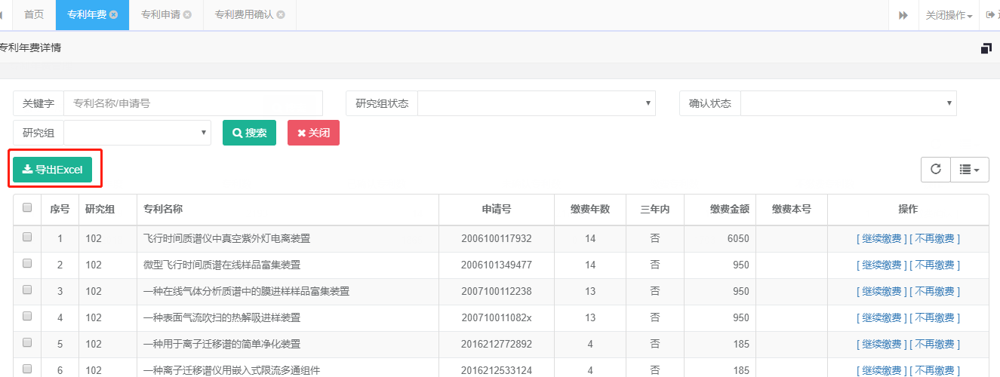 首页 专利年费 专利申请 专利费用确认 关闭操作
专利年费详情
关键字 专利名称/申请号 研究组状态 确认状态
研究组 搜索 关闭
导出Excel
序号 研究组 专利名称 申请号 缴费年数 三年内 缴费金额 缴费本号 操作
1 102 飞行时间质谱仪中真空紫外灯电离装置 2006100117932 14 否 6050 [ 继续缴费 ] [ 不再缴费 ]
2 102 微型飞行时间质谱在线样品富集装置 2006101349477 14 否 950 [ 继续缴费 ] [ 不再缴费 ]
3 102 一种在线气体分析质谱中的膜进样样品富集装置 2007100112238 13 否 950 [ 继续缴费 ] [ 不再缴费 ]
4 102 一种表面气流吹扫的热解吸进样装置 200710011082x 13 否 950 [ 继续缴费 ] [ 不再缴费 ]
5 102 一种用于离子迁移谱的简单净化装置 2016212772892 4 否 185 [ 继续缴费 ] [ 不再缴费 ]
6 102 一种离子迁移谱仪用嵌入式限流多通组件 2016212533124 4 否 185 [ 继续缴费 ] [ 不再缴费 ]